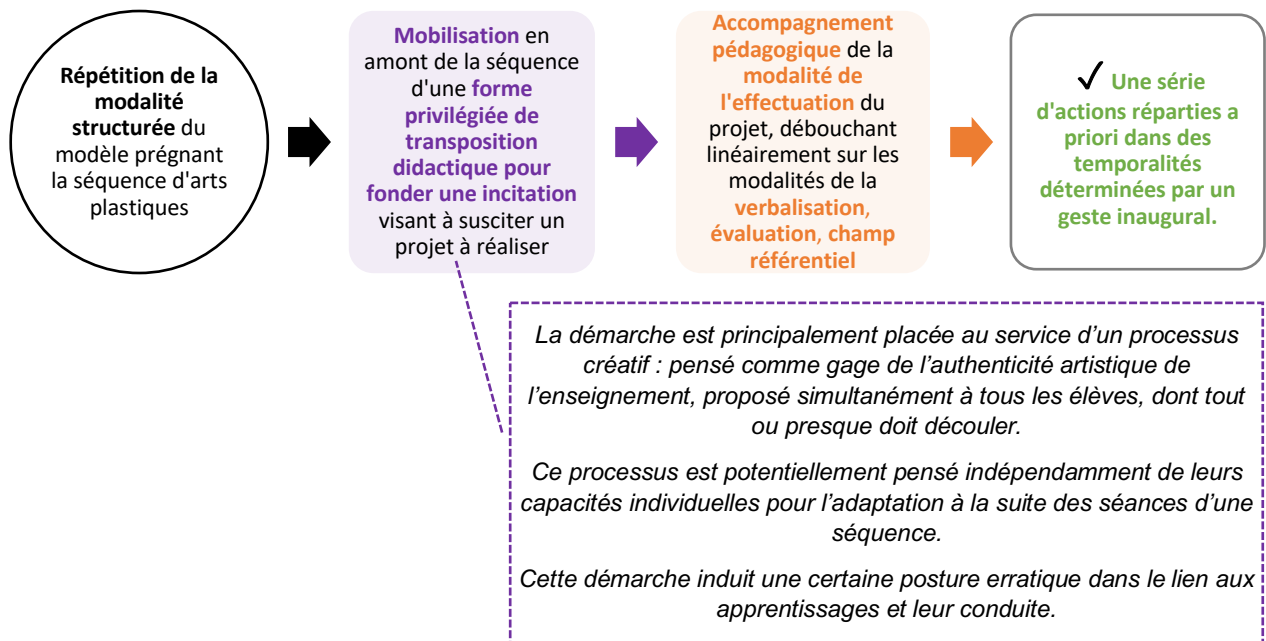 Répétition de la
modalité
structurée du
modèle prégnant
la séquence d'arts
plastiques
Mobilisation en
amont de la séquence
d'une forme
privilégiée de
transposition
didactique pour
fonder une incitation
visant à susciter un
projet à réaliser
Accompagnement
pédagogique de la
modalité de
l'effectuation du
projet, débouchant
linéairement sur les
modalités de la
verbalisation,
évaluation, champ
référentiel
✓ Une série
d'actions réparties a
priori dans des
temporalités
déterminées par un
geste inaugural.
La démarche est principalement placée au service d’un processus
créatif : pensé comme gage de l’authenticité artistique de
l’enseignement, proposé simultanément à tous les élèves, dont tout
ou presque doit découler.
Ce processus est potentiellement pensé indépendamment de leurs
capacités individuelles pour l’adaptation à la suite des séances d’une
séquence.
Cette démarche induit une certaine posture erratique dans le lien aux
apprentissages et leur conduite.